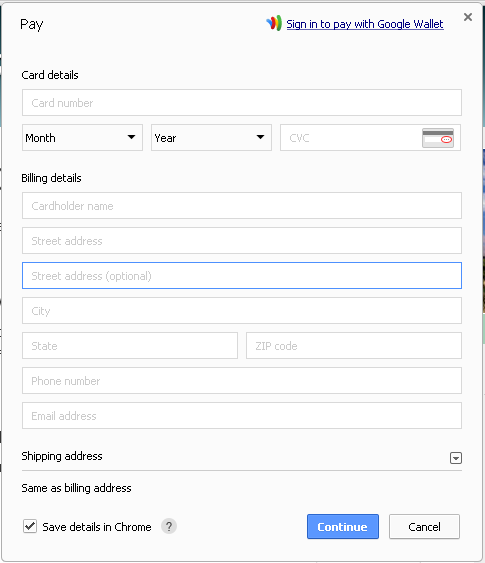 Pay
Sign in to pay with Google Wallet
Card details
Card number
Month Year CVC
Billing details
Cardholder name
Street address
Street address (optional)
City
State ZIP code
Phone number
Email address
Shipping address
Same as billing address
Save details in Chrome ? Continue Cancel